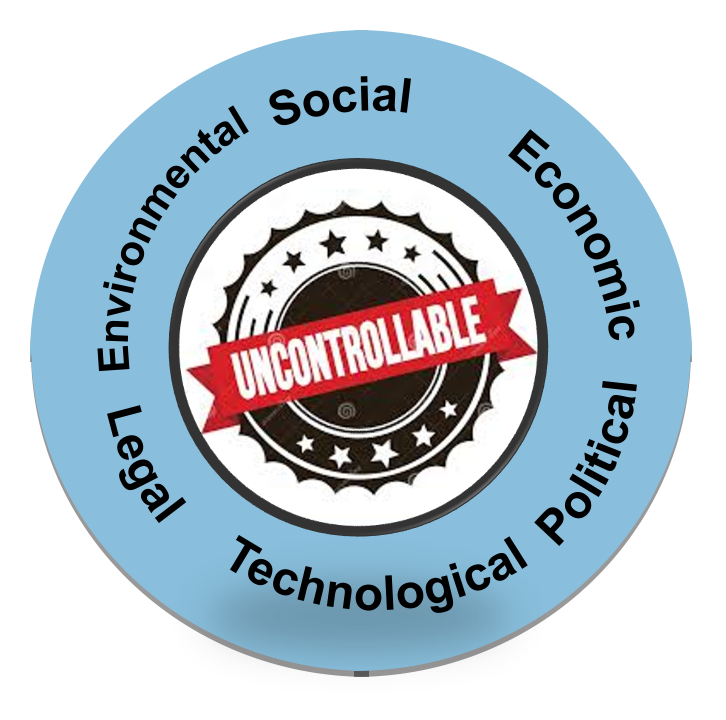 Social
Economic
Political
Technological
Legal
Environmental
UNCONTROLLABLE